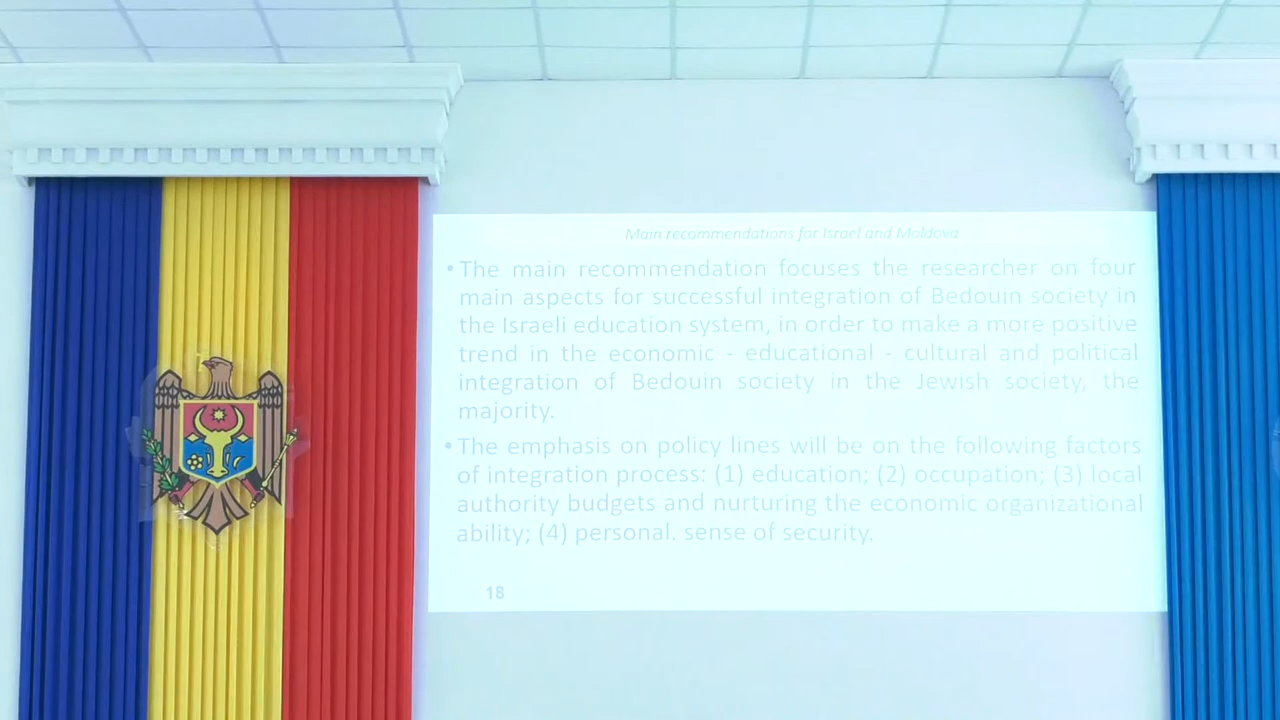 Main recommendations for Israel and Moldova
• The main recommendation focuses the researcher on four
main aspects for successful integration of Bedouin society in
the Israeli education system, in order to make a more positive
trend in the economic - educational - cultural and political
integration of Bedouin society in the Jewish society, the
majority.
• The emphasis on policy lines will be on the following factors
of integration process: (1) education; (2) occupation; (3) local
authority budgets and nurturing the economic organizational
ability; (4) personal. sense of security.
18